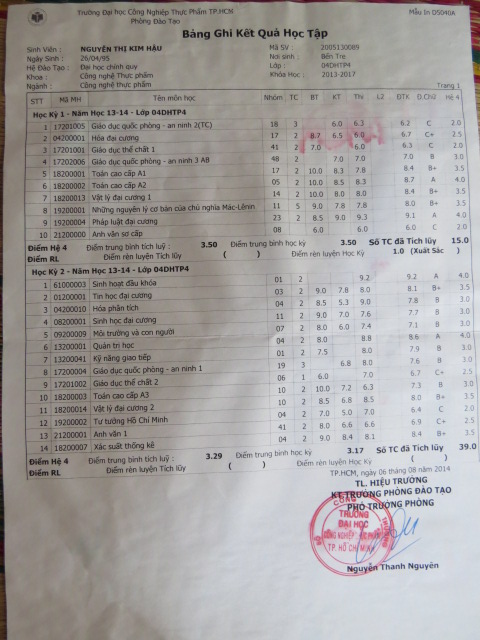 Trường Đại học Công Nghiệp Thực Phẩm TP.HCM
Phòng Đào Tạo
Mẫu In D5040A
Bảng Ghi Kết Quả Học Tập
Sinh Viên : NGUYỄN THỊ KIM HẬU Mã SV 2005130089
Ngày Sinh : 26/04/95 Nơi sinh : Bến Tre
Hệ Đào Tạo : Đại học chính quy Lớp : 04DHTP4
Khoa : Công nghệ Thực phẩm Khóa Học : 2013-2017
Ngành : Công nghệ thực phẩm
Trang 1
STT Mã MH Tên môn học Nhóm TC BT KT Thi L2 ĐTK Đ.Chữ Hệ 4
Học Kỳ 1 - Năm Học 13-14 - Lớp 04DHTP4
1 17201005 Giáo dục quốc phòng - an ninh 2(TC) 18 3 6.0 6.3 6.2 C 2.0
2 04200001 Hóa đại cương 17 2 8.7 6.5 6.0 6.7 C+ 2.5
3 17201001 Giáo dục thể chất 1 41 2 7.0 6.0 6.3 C 2.0
4 17200006 Giáo dục quốc phòng - an ninh 3 AB 48 2 7.0 7.0 7.0 B 3.0
5 18200001 Toán cao cấp A1 17 2 10.0 8.3 7.8 8.4 B+ 3.5
6 18200002 Toán cao cấp A2 05 2 10.0 8.5 8.3 8.7 A 4.0
7 18200013 Vật lý đại cương 1 14 2 10.0 8.0 8.0 8.4 B+ 3.5
8 19200001 Những nguyên lý cơ bản của chủ nghĩa Mác-Lênin 11 5 9.0 7.8 7.8 8.0 B+ 3.5
9 19200004 Pháp luật đại cương 23 2 8.5 9.0 9.3 9.1 A 4.0
10 21200000 Anh văn sơ cấp 08 6.0 6.0 6.0 C 2.0
Điểm Hệ 4 Điểm trung bình tích luỹ : 3.50 Điểm trung bình học kỳ 3.50 Số TC đã Tích lũy 15.0
Điểm RL Điểm rèn luyện Tích lũy ( ) Điểm rèn luyện Học Kỳ 1.0 (Xuất Sắc )
Học Kỳ 2 - Năm Học 13-14 - Lớp 04DHTP4
1 61000003 Sinh hoạt đầu khóa 01 2 9.2 9.2 A 4.0
2 01200001 Tin học đại cương 03 2 9.0 7.8 8.0 8.1 B+ 3.5
3 04200010 Hóa phân tích 04 2 8.5 5.3 9.0 7.8 B 3.0
4 08200001 Sinh học đại cương 11 2 9.0 7.0 7.6 7.7 B 3.0
5 09200009 Môi trường và con người 07 2 8.0 6.0 7.4 7.1 B 3.0
6 13200001 Quản trị học 04 2 8.0 8.8 8.6 A 4.0
7 13200041 Kỹ năng giao tiếp 01 2 7.5 8.0 7.9 B 3.0
8 17200004 Giáo dục quốc phòng - an ninh 1 19 3 6.8 8.0 7.6 B 3.0
9 17201002 Giáo dục thể chất 2 06 1 6.0 7.0 6.7 C+ 2.5
10 18200003 Toán cao cấp A3 10 2 10.0 7.2 6.3 7.3 B 3.0
11 18200014 Vật lý đại cương 2 10 2 8.5 6.8 8.5 8.0 B+ 3.5
12 19200002 Tư tưởng Hồ Chí Minh 04 2 7.0 5.0 7.0 6.4 C 2.0
13 21200001 Anh văn 1 41 2 8.0 6.6 6.6 6.9 C+ 2.5
14 18200007 Xác suất thống kê 04 2 9.0 8.4 8.1 8.4 B+ 3.5
Điểm Hệ 4 Điểm trung bình tích luỹ : 3.29 Điểm trung bình học kỳ : 3.17 Số TC đã Tích lũy 39.0
Điểm RL Điểm rèn luyện Tích lũy ( ) Điểm rèn luyện Học Kỳ ( )
TP.HCM, ngày 06 tháng 08 năm 2014
TL. HIỆU TRƯỞNG
KT.TRƯỞNG PHÒNG ĐÀO TẠO
PHÓ TRƯỞNG PHÒNG
TRƯỜNG
ĐẠI HỌC
CÔNG NGHIỆP THỰC PHẨM
TP. HỒ CHÍ MINH
Nguyễn Thanh Nguyên